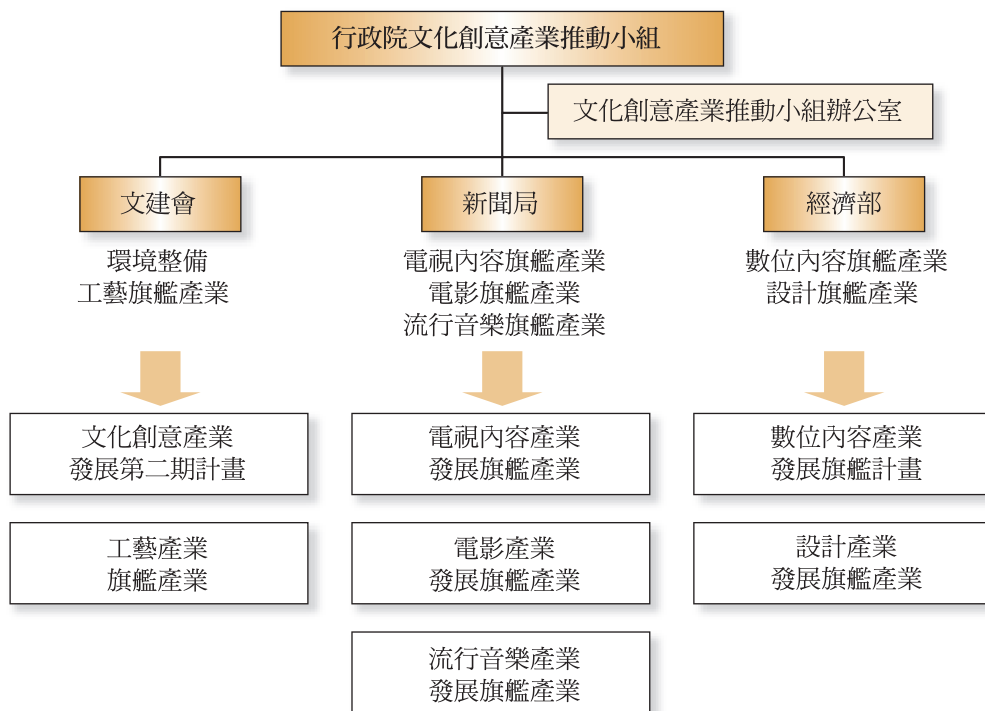 行政院文化創意產業推動小組
文化創意產業推動小組辦公室
文建會
環境整備
工藝旗艦產業
文化創意產業
發展第二期計畫
工藝產業
旗艦產業
新聞局
電視內容旗艦產業
電影旗艦產業
流行音樂旗艦產業
電視內容產業
發展旗艦產業
電影產業
發展旗艦產業
流行音樂產業
發展旗艦產業
經濟部
數位內容旗艦產業
設計旗艦產業
數位內容產業
發展旗艦計畫
設計產業
發展旗艦產業